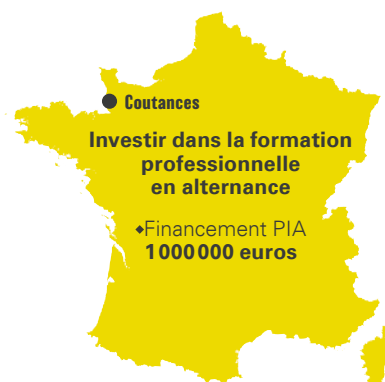 Coutances
Investir dans la formation
professionnelle
en alternance
◆Financement PIA
1 000 000 euros